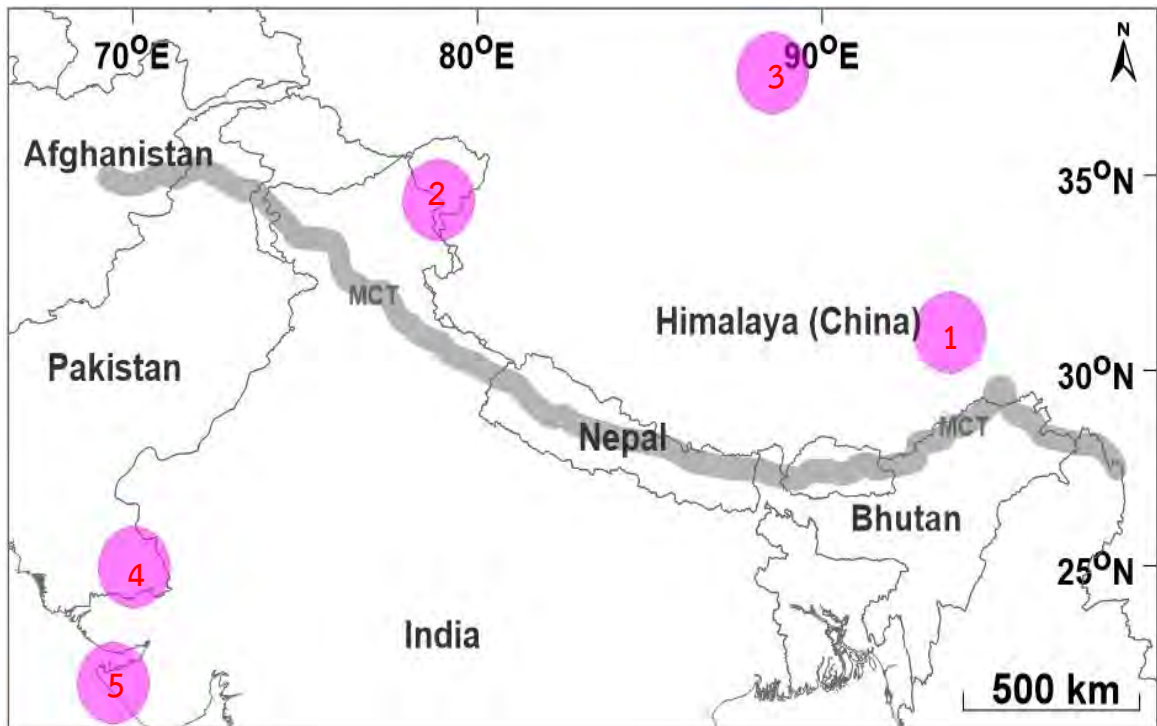 70°E 80°E 90°E N
3
Afghanistan
35°N
2
MCT
Himalaya (China)
1
Pakistan
30°N
Nepal
MCT
Bhutan
4
25°N
India
5
500 km